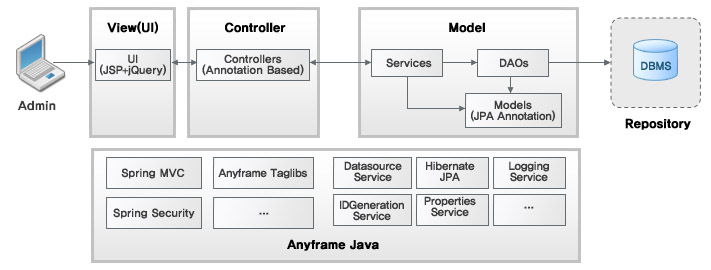 View(UI)
Controller
Model
UI
(JSP+jQuery)
Controllers
(Annotation Based)
Services
DAOs
Models
(JPA Annotation)
DBMS
Admin
Repository
Spring MVC
Anyframe Taglibs
Datasource
Service
Hibernate
JPA
Logging
Service
Spring Security
...
IDGeneration
Service
Properties
Service
...
Anyframe Java